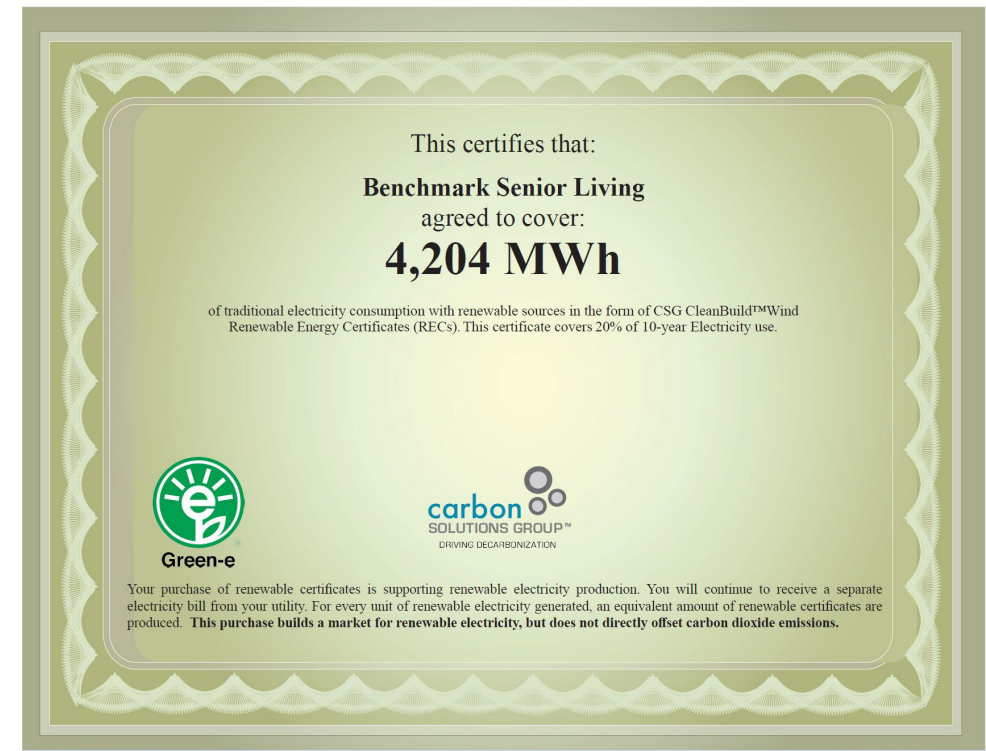 This certifies that:
Benchmark Senior Living
agreed to cover:
4,204 MWh
of traditional electricity consumption with renewable sources in the form of CSG CleanBuild™Wind
Renewable Energy Certificates (RECs). This certificate covers 20% of 10-year Electricity use.
e
Green-e
carbon
SOLUTIONS GROUP™
DRIVING DECARBONIZATION
Your purchase of renewable certificates is supporting renewable electricity production. You will continue to receive a separate
electricity bill from your utility. For every unit of renewable electricity generated, an equivalent amount of renewable certificates are
produced. This purchase builds a market for renewable electricity, but does not directly offset carbon dioxide emissions.